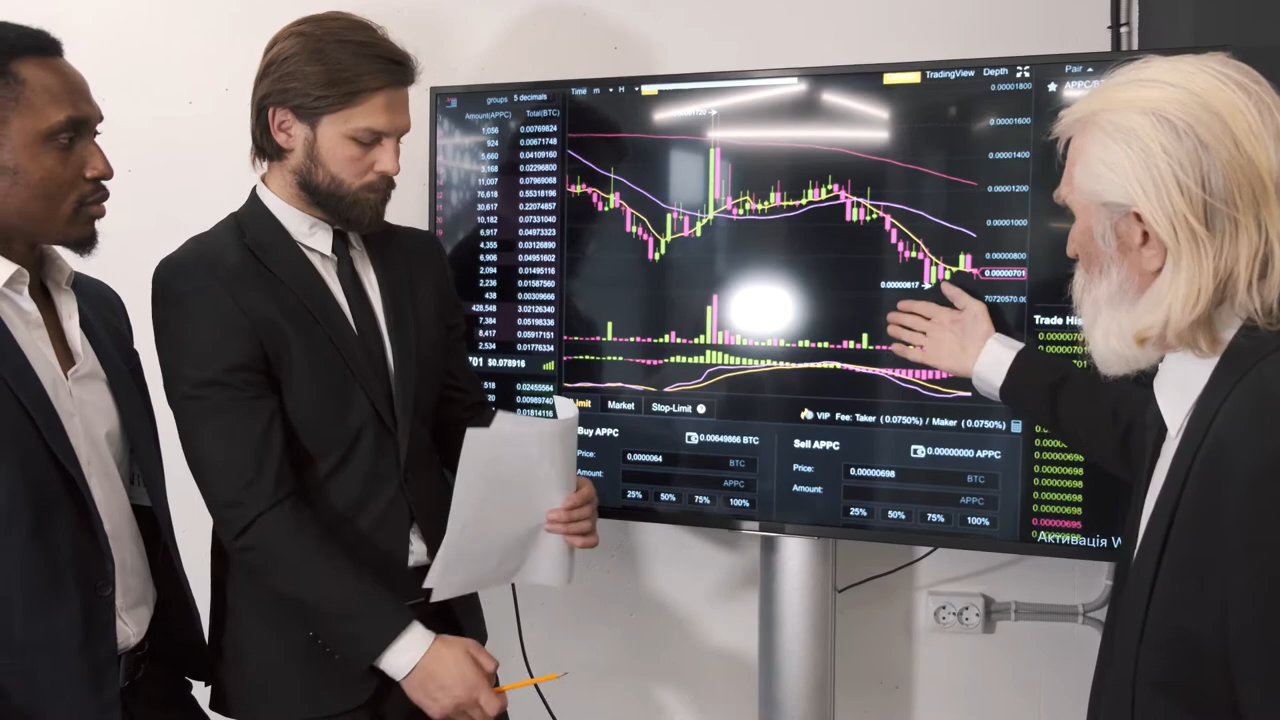 groups 5 decimals
Amount(APPC) Total(BTC)
1,056 0.00769824
924 0.00671748
5,660 0.04109160
3,168 0.02296800
11,007 0.07969068
76,618 0.55318196
30,617 0.22074857
10,182 0.07331040
6,917 0.04973323
4,355 0.03126890
6,906 0.04951602
2,094 0.01495116
2,236 0.01587560
438 0.00309666
428,548 3.02126340
7,384 0.05198336
8,417 0.05917151
2,534 0.01776334
701 $0.078916
518 0.02455564
0.00989740
0.01814116
Time m H
TradingView Depth
0.00001800
0.00001600
0.00001400
0.00001200
0.00001000
0.00000800
0.00000701
0.00000617
70720570.00
Pair
APPC/BT
Market Stop-Limit ?
VIP Fee: Taker ( 0.0750% ) / Maker ( 0.0750% )
Buy APPC 0.00649866 BTC
Price: 0,0000064 BTC
Amount: APPC
25% 50% 75% 100%
Sell APPC 0.00000000 APPC
Price: 0,00000698 BTC
Amount: APPC
25% 50% 75% 100%
Trade His
0.00000698
0.00000698
0.00000698
0.00000698
0.00000698
0.00000695
Активація W